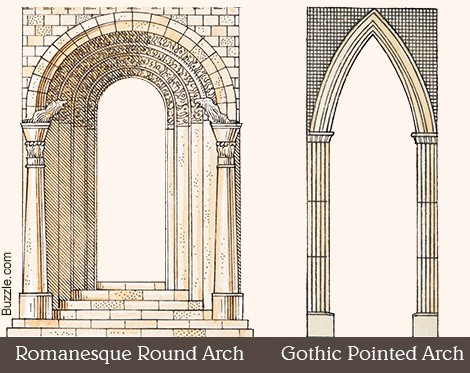 Buzzle.com
Romanesque Round Arch
Gothic Pointed Arch